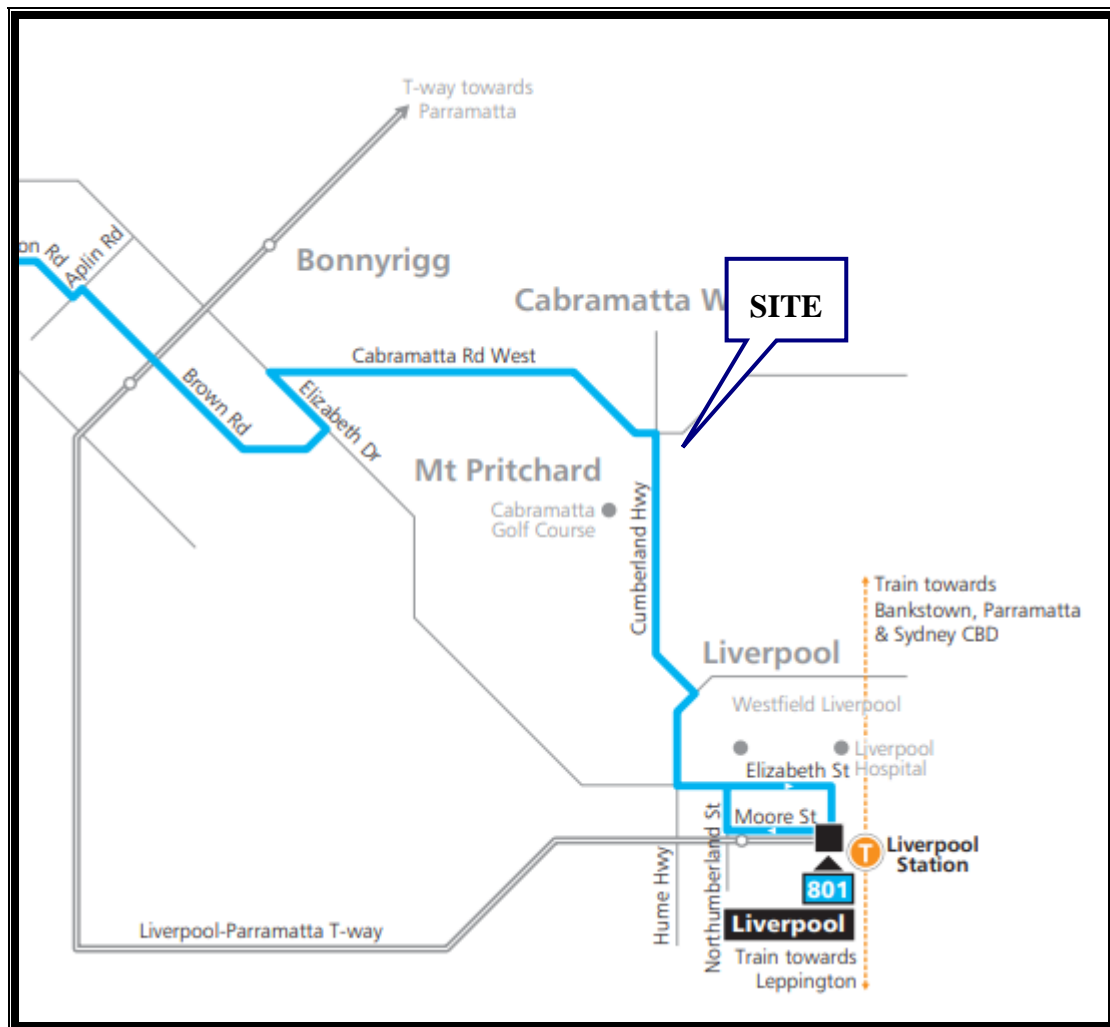 T-way towards
Parramatta
on Rd
Aplin Rd
Bonnyrigg
Cabramatta W
SITE
Cabramatta Rd West
Brown Rd
Elizabeth Dr
Mt Pritchard
Cabramatta
Golf Course
Cumberland Hwy
Train towards
Bankstown, Parramatta
& Sydney CBD
Liverpool
Westfield Liverpool
Liverpool
Hospital
Elizabeth St
Moore St
Northumberland St
Hume Hwy
T
Liverpool
Station
801
Liverpool
Liverpool-Parramatta T-way
Train towards
Leppington